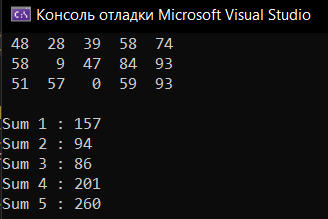 Консоль отладки Microsoft Visual Studio
48 28 39 58 74
58 9 47 84 93
51 57 0 59 93
Sum 1 : 157
Sum 2 : 94
Sum 3 : 86
Sum 4 : 201
Sum 5 : 260